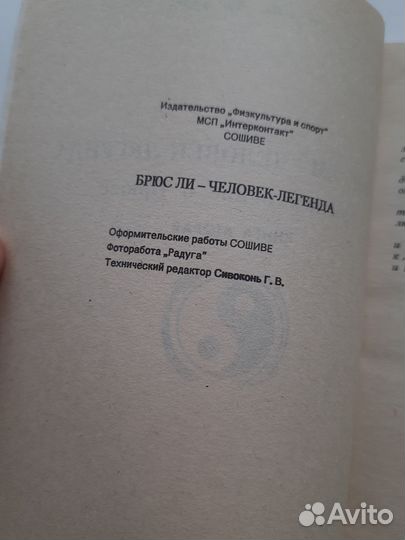 Издательство „Физкультура и спорт"
МСП „Интерконтакт"
СОШИВЕ
БРЮС ЛИ – ЧЕЛОВЕК-ЛЕГЕНДА
Оформительские работы СОШИВЕ
Фоторабота „Радуга"
Технический редактор Сивоконь Г. В.
Avito